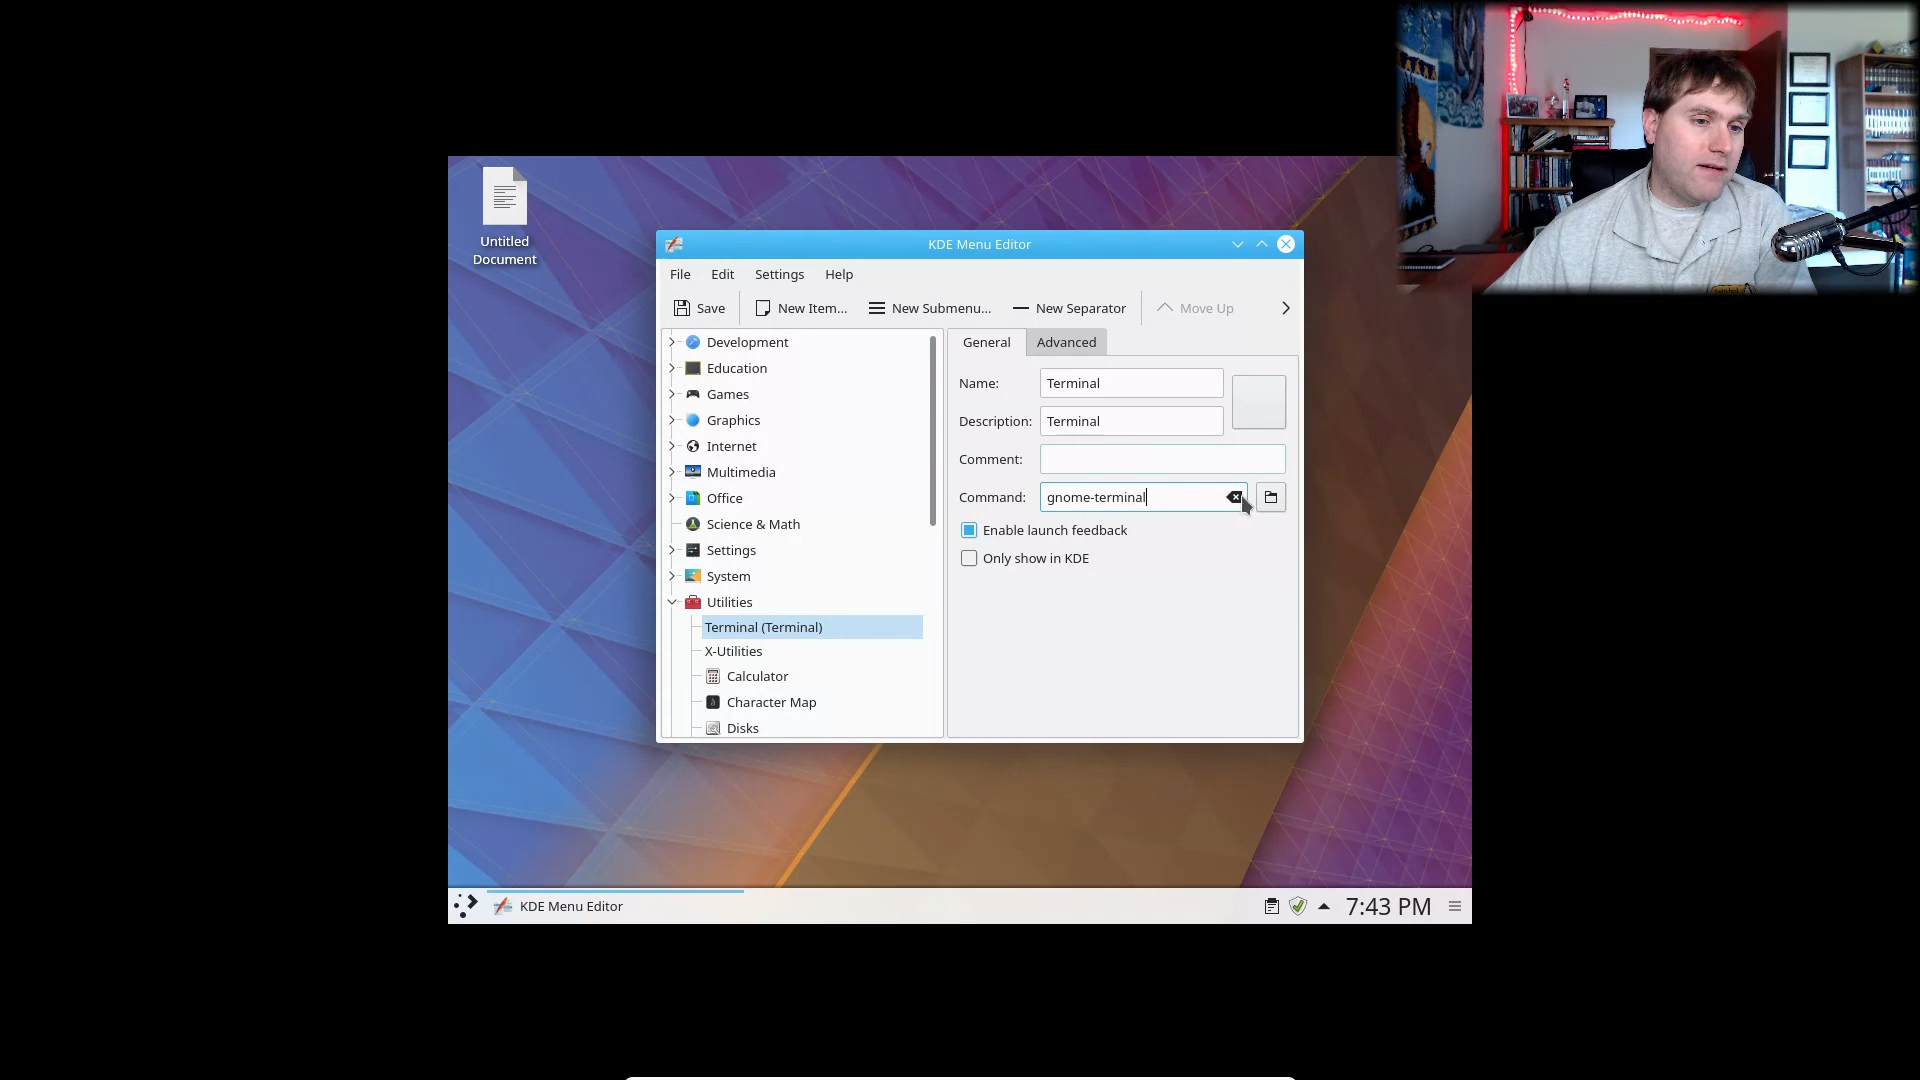 Untitled
Document
KDE Menu Editor
File Edit Settings Help
Save New Item... New Submenu... New Separator Move Up
Development
Education
Games
Graphics
Internet
Multimedia
Office
Science & Math
Settings
System
Utilities
Terminal (Terminal)
X-Utilities
Calculator
Character Map
Disks
General Advanced
Name: Terminal
Description: Terminal
Comment:
Command: gnome-terminal
Enable launch feedback
Only show in KDE
KDE Menu Editor
7:43 PM